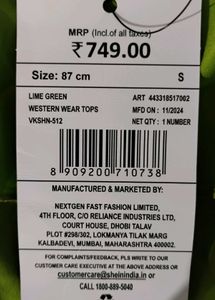 MRP (Incl.of all taxes)
₹749.00
Size: 87 cm S
LIME GREEN ART 443318517002
WESTERN WEAR TOPS MFD ON : 11/2024
VKSHN-512 NET QTY : 1 NUMBER
8 909200 710738
MANUFACTURED & MARKETED BY:
NEXTGEN FAST FASHION LIMITED,
4TH FLOOR, C/O RELIANCE INDUSTRIES LTD,
COURT HOUSE, DHOBI TALAV
PLOT #298/302, LOKMANYA TILAK MARG
KALBADEVI, MUMBAI, MAHARASHTRA 400002.
FOR COMPLAINTS/FEEDBACK, PLS WRITE TO OUR
CUSTOMER CARE EXECUTIVE AT THE ABOVE ADDRESS OR
customercare@sheinindia.in
OR
CALL 1800-889-5040